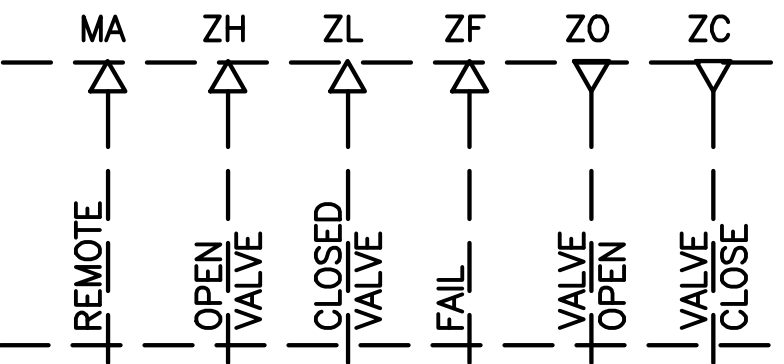 MA
ZH
ZL
ZF
ZO
ZC
REMOTE
OPEN
VALVE
CLOSED
VALVE
FAIL
VALVE
OPEN
VALVE
CLOSE